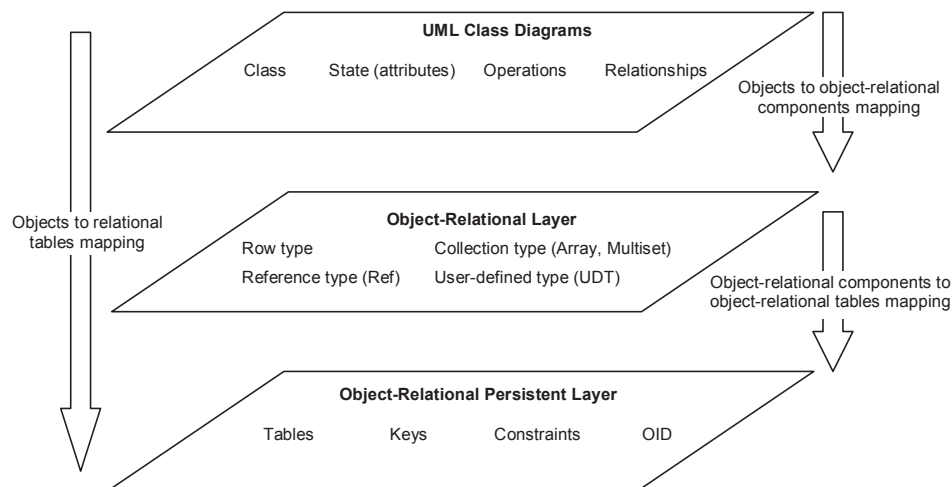 UML Class Diagrams
Class State (attributes) Operations Relationships
Objects to object-relational
components mapping
Objects to relational
tables mapping
Object-Relational Layer
Row type Collection type (Array, Multiset)
Reference type (Ref) User-defined type (UDT)
Object-relational components to
object-relational tables mapping
Object-Relational Persistent Layer
Tables Keys Constraints OID